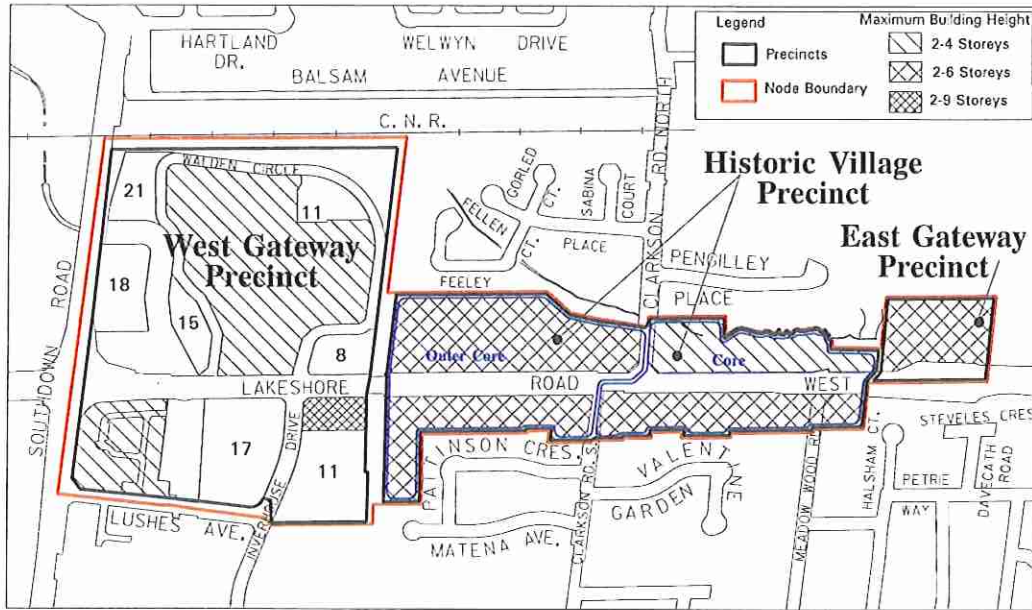 HARTLAND
DR.
WELWYN DRIVE
BALSAM AVENUE
Legend
Precincts
Node Boundary
Maximum Building Height
2-4 Storeys
2-6 Storeys
2-9 Storeys
C. N. R.
CLARKSON RD. NORTH
WALDEN CIRCLE
21
11
West Gateway
Precinct
18
15
8
SOUTHDOWN ROAD
GORLED
CT.
SABINA
COURT
FELLEN
CT.
PLACE
FEELEY
Historic Village
Precinct
PENGILLEY
PLACE
East Gateway
Precinct
Outer Core
Core
LAKESHORE ROAD WEST
17
DRIVE
11
INVERHOUSE
LUSHES AVE.
PATTINSON CRES.
MATENA AVE.
CLARKSON RD. S.
VALENTINE
GARDEN
MEADOW WOOD R
HALSHAM CT.
STEVELES CRES
PETRIE
WAY
DAVECATH
ROAD